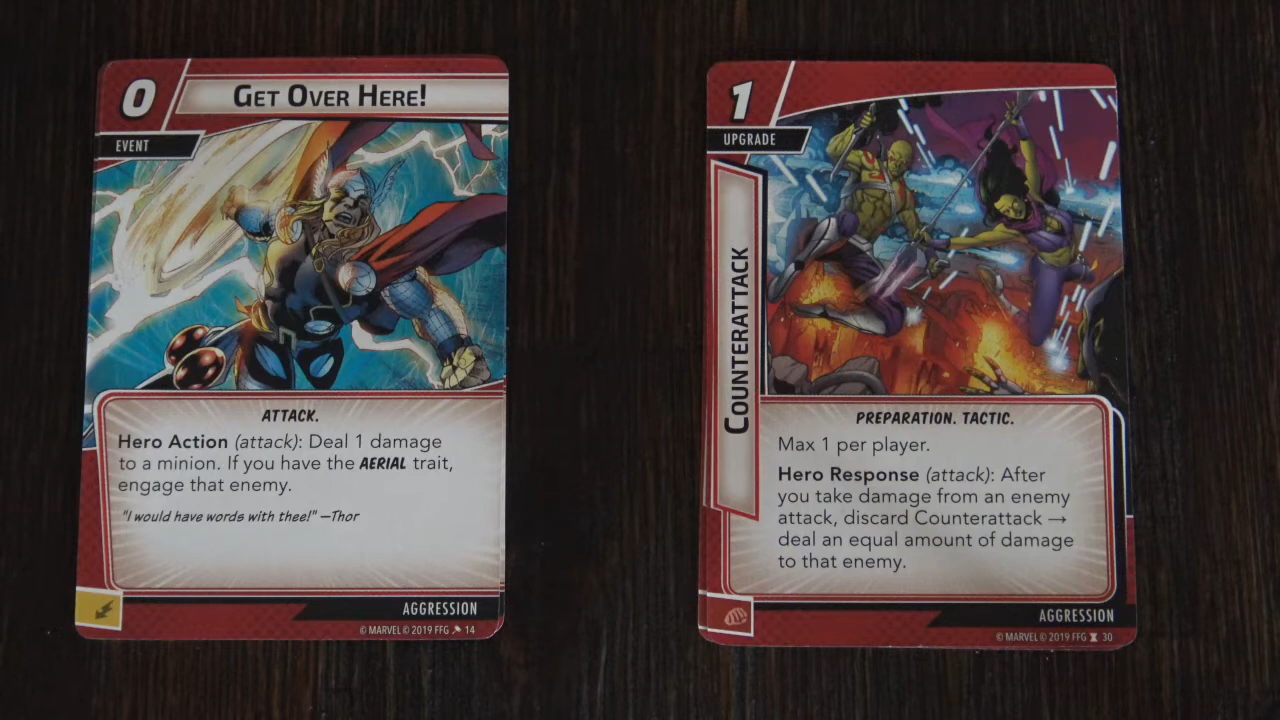 0
GET OVER HERE!
EVENT
ATTACK.
Hero Action (attack): Deal 1 damage
to a minion. If you have the AERIAL trait,
engage that enemy.
"I would have words with thee!" —Thor
AGGRESSION
© MARVEL © 2019 FFG 14
1
UPGRADE
COUNTERATTACK
PREPARATION. TACTIC.
Max 1 per player.
Hero Response (attack): After
you take damage from an enemy
attack, discard Counterattack →
deal an equal amount of damage
to that enemy.
AGGRESSION
© MARVEL © 2019 FFG 30